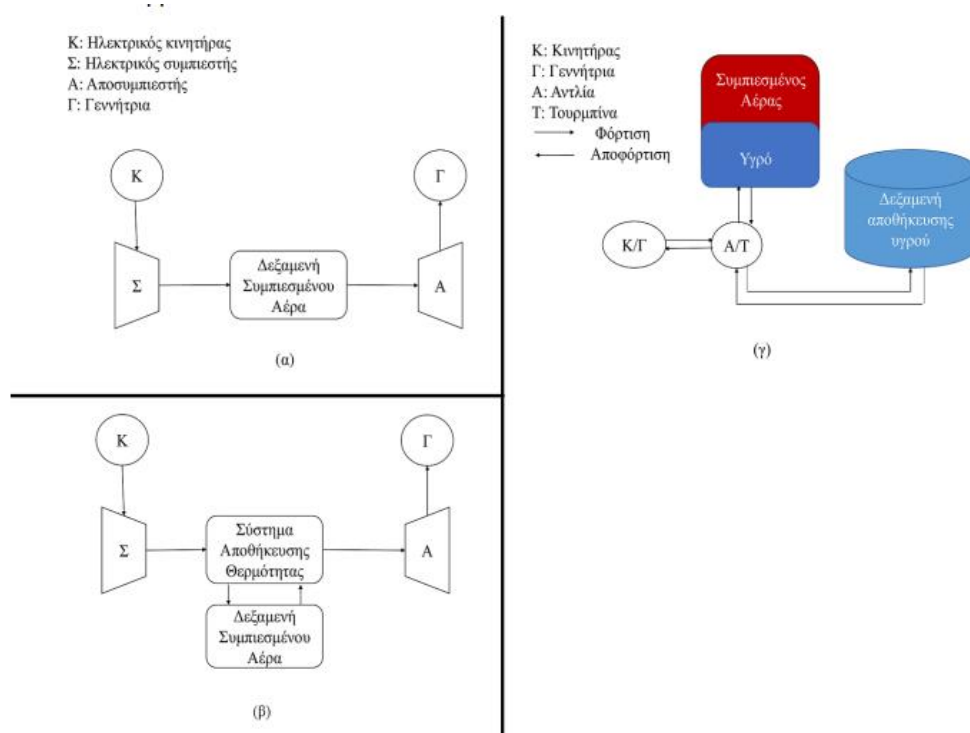 Κ: Ηλεκτρικός κινητήρας
Σ: Ηλεκτρικός συμπιεστής
Α: Αποσυμπιεστής
Γ: Γεννήτρια
Κ
Γ
Σ
Δεξαμενή
Συμπιεσμένου
Αέρα
Α
(α)
Κ
Γ
Σ
Σύστημα
Αποθήκευσης
Θερμότητας
Α
Δεξαμενή
Συμπιεσμένου
Αέρα
(β)
Κ: Κινητήρας
Γ: Γεννήτρια
Α: Αντλία
Τ: Τουρμπίνα
Φόρτιση
Αποφόρτιση
Συμπιεσμένος
Αέρας
Υγρό
Δεξαμενή
αποθήκευσης
υγρού
Κ/Γ
Α/Τ
(γ)